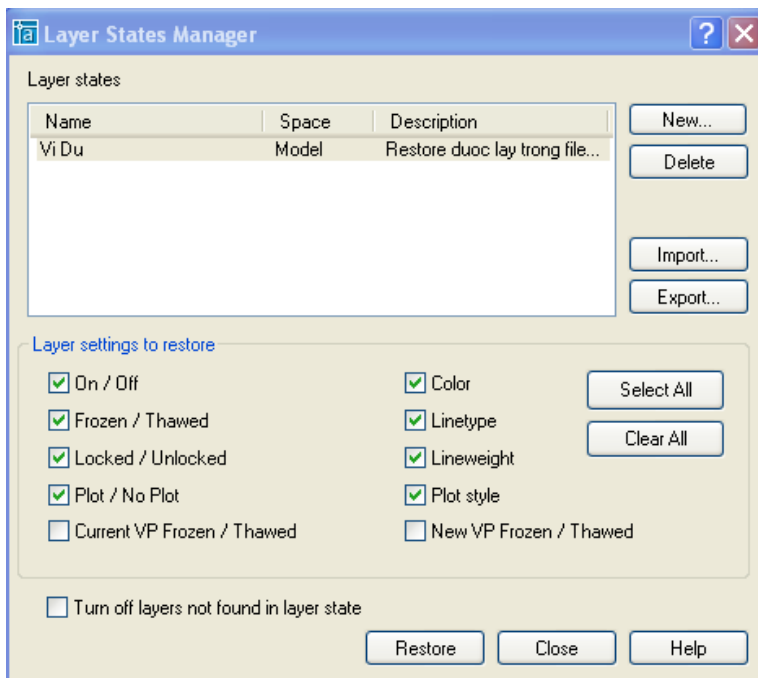 Layer States Manager
Layer states
Name Space Description
Vi Du Model Restore duoc lay trong file...
New...
Delete
Import...
Export...
Layer settings to restore
On / Off
Frozen / Thawed
Locked / Unlocked
Plot / No Plot
Current VP Frozen / Thawed
Color
Linetype
Lineweight
Plot style
New VP Frozen / Thawed
Select All
Clear All
Turn off layers not found in layer state
Restore Close Help